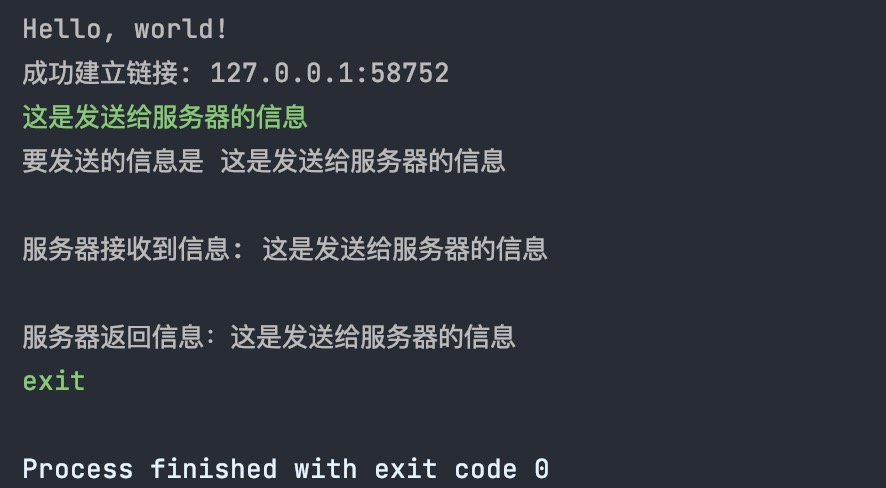 Hello, world!
成功建立链接: 127.0.0.1:58752
这是发送给服务器的信息
要发送的信息是 这是发送给服务器的信息
服务器接收到信息: 这是发送给服务器的信息
服务器返回信息：这是发送给服务器的信息
exit
Process finished with exit code 0